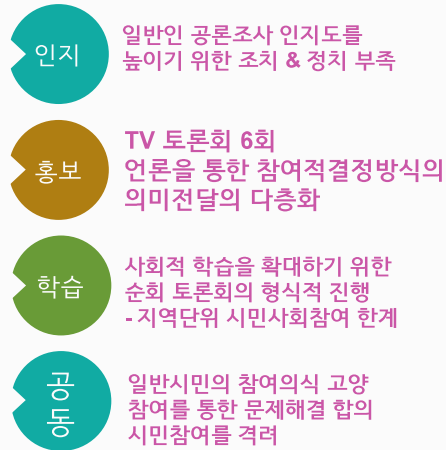 인지
일반인 공론조사 인지도를
높이기 위한 조치 & 정치 부족
홍보
TV 토론회 6회
언론을 통한 참여적결정방식의
의미전달의 다층화
학습
사회적 학습을 확대하기 위한
순회 토론회의 형식적 진행
- 지역단위 시민사회참여 한계
공
동
일반시민의 참여의식 고양
참여를 통한 문제해결 합의
시민참여를 격려